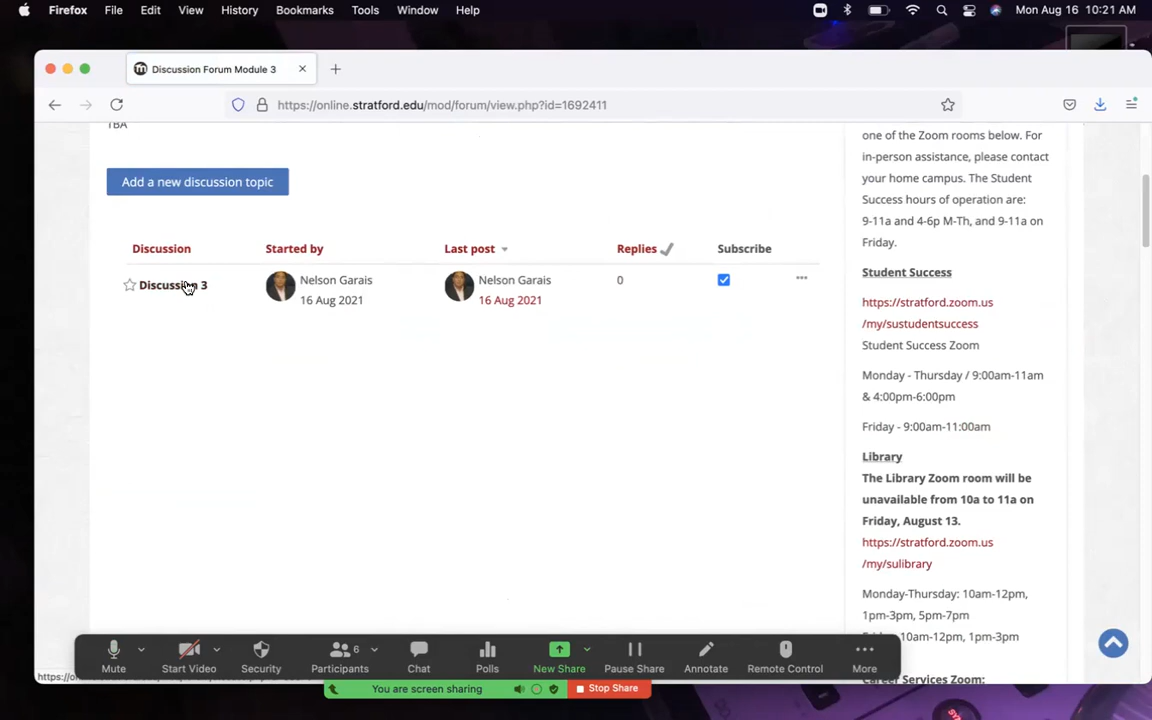 Firefox File Edit View History Bookmarks Tools Window Help Mon Aug 16 10:21 AM
Discussion Forum Module 3
https://online.stratford.edu/mod/forum/view.php?id=1692411
TBA
Add a new discussion topic
Discussion Started by Last post Replies Subscribe
Discussion 3 Nelson Garais Nelson Garais 0
16 Aug 2021 16 Aug 2021
one of the Zoom rooms below. For
in-person assistance, please contact
your home campus. The Student
Success hours of operation are:
9-11a and 4-6p M-Th, and 9-11a on
Friday.
Student Success
https://stratford.zoom.us
/my/sustudentsuccess
Student Success Zoom
Monday - Thursday / 9:00am-11am
& 4:00pm-6:00pm
Friday - 9:00am-11:00am
Library
The Library Zoom room will be
unavailable from 10a to 11a on
Friday, August 13.
https://stratford.zoom.us
/my/sulibrary
Monday-Thursday: 10am-12pm,
1pm-3pm, 5pm-7pm
10am-12pm, 1pm-3pm
Career Services Zoom:
6
Mute Start Video Security Participants Chat Polls New Share Pause Share Annotate Remote Control More
You are screen sharing Stop Share